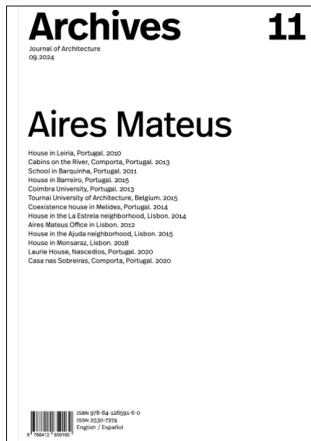 Archives 11
Journal of Architecture
09.2024
Aires Mateus
House in Leiria, Portugal. 2010
Cabins on the River, Comporta, Portugal. 2013
School in Barquinha, Portugal. 2011
House in Barreiro, Portugal. 2015
Coimbra University, Portugal. 2013
Tournai University of Architecture, Belgium. 2015
Coexistence house in Melides, Portugal. 2014
House in the La Estrela neighborhood, Lisbon. 2014
Aires Mateus Office in Lisbon. 2012
House in the Ajuda neighborhood, Lisbon. 2015
House in Monsaraz, Lisbon. 2018
Laurie House, Nascedios, Portugal. 2020
Casa nas Sobreiras, Comporta, Portugal. 2020
ISBN 978-84-126591-6-0
ISSN 2530-7274
English / Español